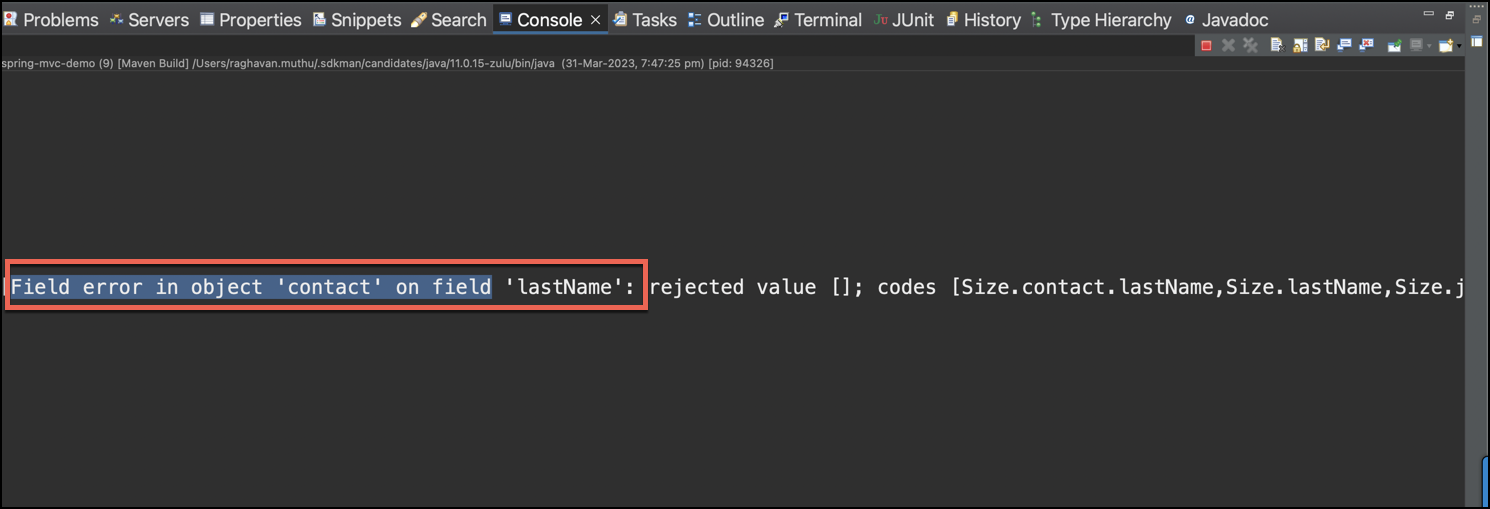 Problems Servers Properties Snippets Search Console Tasks Outline Terminal JUnit History Type Hierarchy Javadoc
spring-mvc-demo (9) [Maven Build] /Users/raghavan.muthu/.sdkman/candidates/java/11.0.15-zulu/bin/java (31-Mar-2023, 7:47:25 pm) [pid: 94326]
[Field error in object 'contact' on field 'lastName': rejected value []; codes [Size.contact.lastName,Size.lastName,Size.j